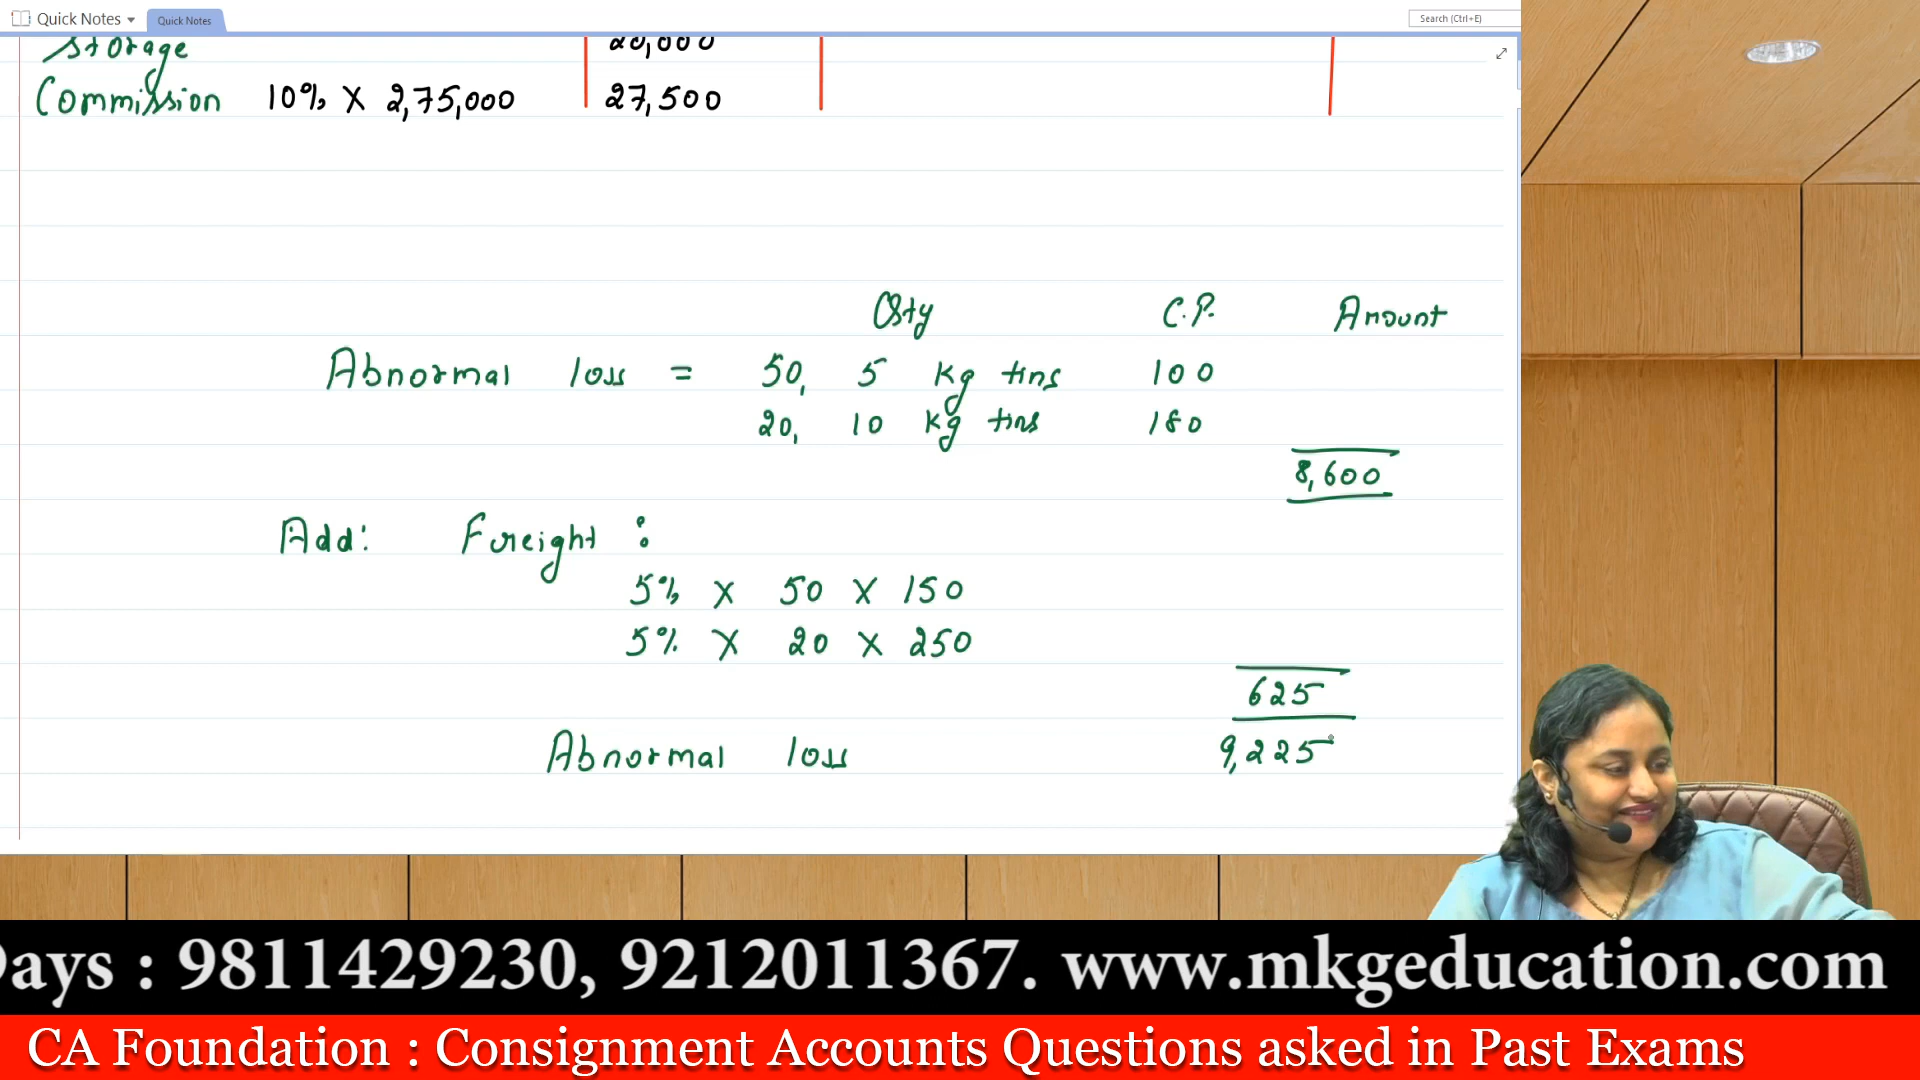 Quick Notes Quick Notes Search (Ctrl+E)
Storage 20,000
Commission 10% X 2,75,000 27,500
Qty C.P. Amount
Abnormal loss = 50, 5 kg tins 100
20, 10 kg tins 180
8,600
Add: Freight :
5% X 50 X 150
5% X 20 X 250
625
Abnormal loss 9,225
Days : 9811429230, 9212011367. www.mkgeducation.com
CA Foundation : Consignment Accounts Questions asked in Past Exams